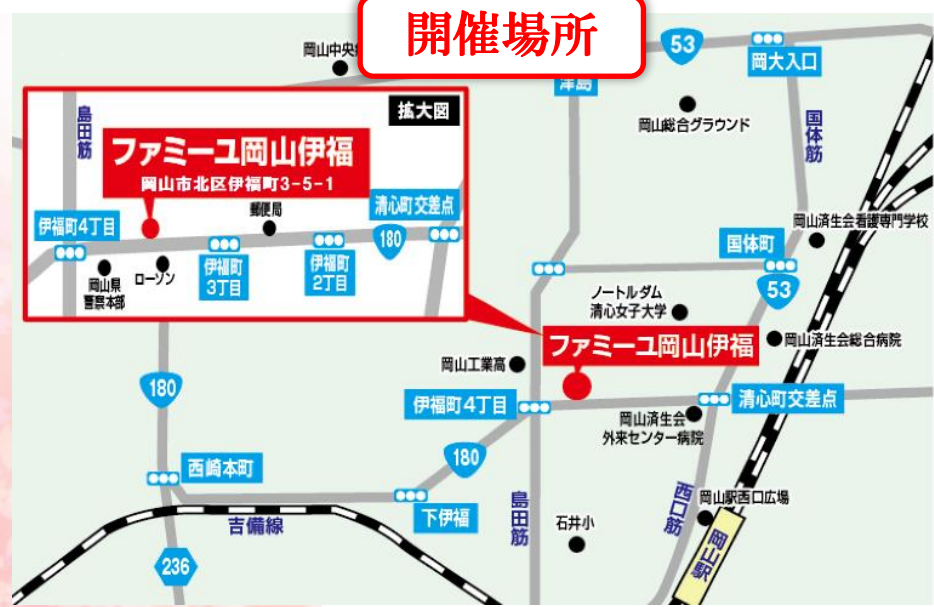 開催場所
岡山中央
53
岡大入口
津島
岡山総合グラウンド
国体筋
拡大図
島田筋
ファミーユ岡山伊福
岡山市北区伊福町3-5-1
郵便局
清心町交差点
伊福町4丁目
180
伊福町
3丁目
伊福町
2丁目
岡山県
警察本部
ローソン
岡山済生会看護専門学校
国体町
53
ノートルダム
清心女子大学
ファミーユ岡山伊福
岡山済生会総合病院
岡山工業高
180
伊福町4丁目
清心町交差点
岡山済生会
外来センター病院
180
西崎本町
下伊福
島田筋
西口筋
岡山駅西口広場
吉備線
石井小
岡山駅
236